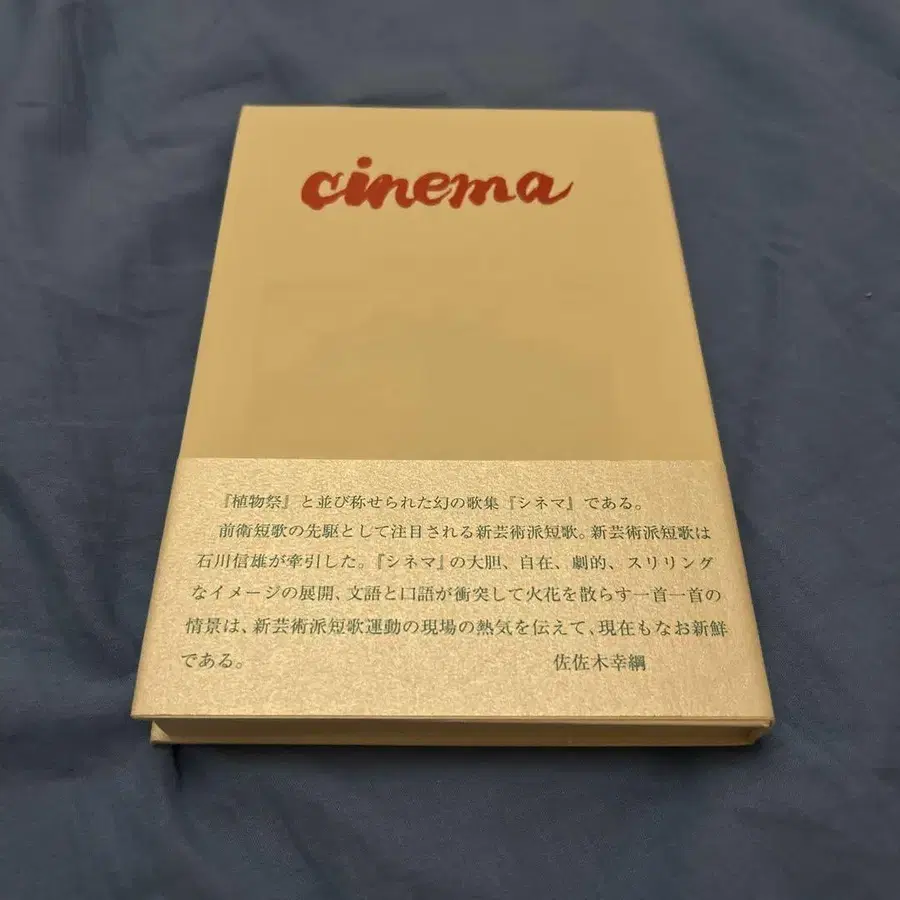 cinema
『植物祭』と並び称せられた幻の歌集『シネマ』である。
前衛短歌の先駆として注目される新芸術派短歌。新芸術派短歌は
石川信雄が牽引した。『シネマ』の大胆、自在、劇的、スリリング
なイメージの展開、文語と口語が衝突して火花を散らす一首一首の
情景は、新芸術派短歌運動の現場の熱気を伝えて、現在もなお新鮮
である。 佐佐木幸綱